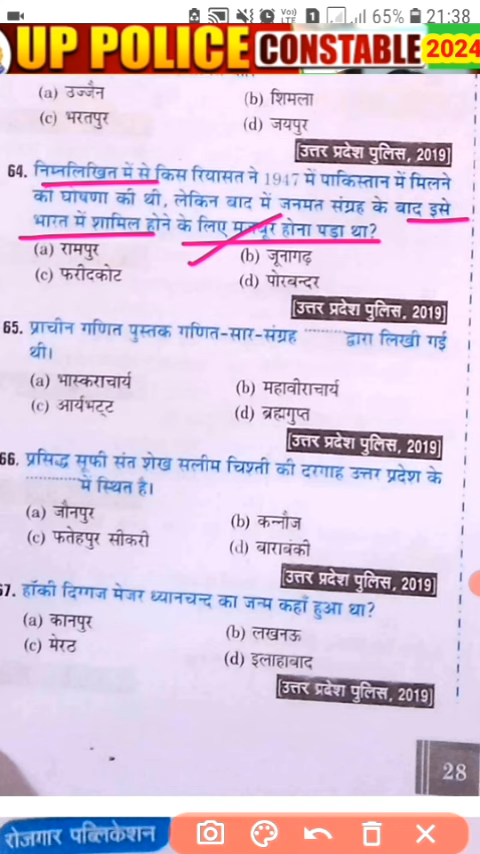 65% 21:38
UP POLICE CONSTABLE 2024
(a) उज्जैन (b) शिमला
(c) भरतपुर (d) जयपुर
[उत्तर प्रदेश पुलिस, 2019]
64. निम्नलिखित में से किस रियासत ने 1947 में पाकिस्तान में मिलने
की घोषणा की थी, लेकिन बाद में जनमत संग्रह के बाद इसे
भारत में शामिल होने के लिए मजबूर होना पड़ा था?
(a) रामपुर (b) जूनागढ़
(c) फरीदकोट (d) पोरबन्दर
[उत्तर प्रदेश पुलिस, 2019]
65. प्राचीन गणित पुस्तक गणित-सार-संग्रह ........ द्वारा लिखी गई
थी।
(a) भास्कराचार्य (b) महावीराचार्य
(c) आर्यभट्ट (d) ब्रह्मगुप्त
[उत्तर प्रदेश पुलिस, 2019]
66. प्रसिद्ध सूफी संत शेख सलीम चिश्ती की दरगाह उत्तर प्रदेश के
........ में स्थित है।
(a) जौनपुर (b) कन्नौज
(c) फतेहपुर सीकरी (d) बाराबंकी
[उत्तर प्रदेश पुलिस, 2019]
67. हॉकी दिग्गज मेजर ध्यानचन्द का जन्म कहाँ हुआ था?
(a) कानपुर (b) लखनऊ
(c) मेरठ (d) इलाहाबाद
[उत्तर प्रदेश पुलिस, 2019]
28
रोजगार पब्लिकेशन